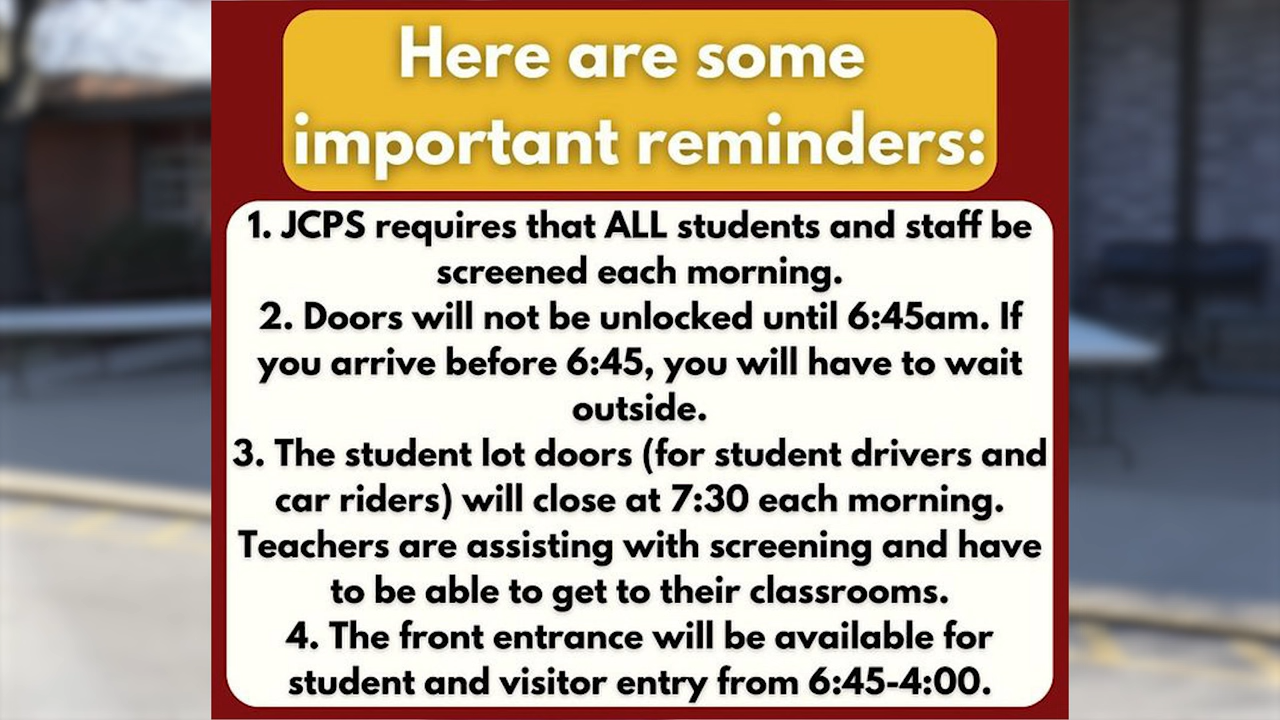 Here are some
important reminders:
1. JCPS requires that ALL students and staff be
screened each morning.
2. Doors will not be unlocked until 6:45am. If
you arrive before 6:45, you will have to wait
outside.
3. The student lot doors (for student drivers and
car riders) will close at 7:30 each morning.
Teachers are assisting with screening and have
to be able to get to their classrooms.
4. The front entrance will be available for
student and visitor entry from 6:45-4:00.